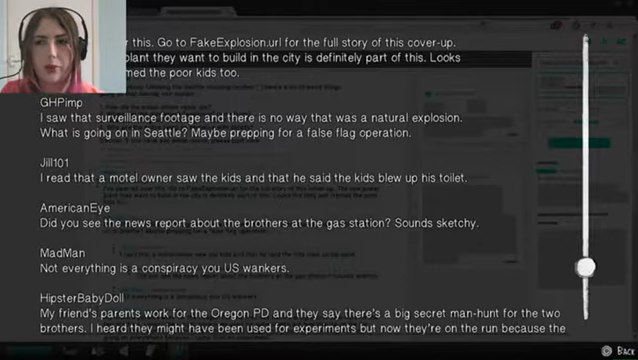 r this. Go to FakeExplosion.url for the full story of this cover-up.
plant they want to build in the city is definitely part of this. Looks
med the poor kids too.
GHPimp
I saw that surveillance footage and there is no way that was a natural explosion.
What is going on in Seattle? Maybe prepping for a false flag operation.
Jill101
I read that a motel owner saw the kids and that he said the kids blew up his toilet.
AmericanEye
Did you see the news report about the brothers at the gas station? Sounds sketchy.
MadMan
Not everything is a conspiracy you US wankers.
HipsterBabyDoll
My friend's parents work for the Oregon PD and they say there's a big secret man-hunt for the two
brothers. I heard they might have been used for experiments but now they're on the run because the
BACK